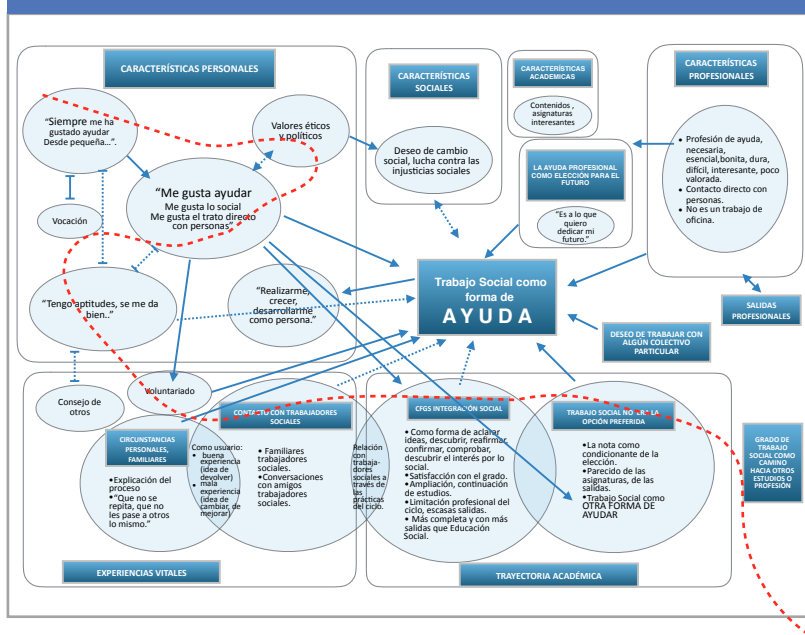 CARACTERÍSTICAS PERSONALES
"Siempre me ha
gustado ayudar
Desde pequeña...".
Valores éticos
y políticos
"Me gusta ayudar
Me gusta lo social
Me gusta el trato directo
con personas"
Vocación
"Tengo aptitudes, se me da
bien.."
"Realizarme,
crecer,
desarrollarme
como persona."
CARACTERÍSTICAS
SOCIALES
Deseo de cambio
social, lucha contra las
injusticias sociales
CARACTERÍSTICAS
ACADEMICAS
Contenidos ,
asignaturas
interesantes
LA AYUDA PROFESIONAL
COMO ELECCIÓN PARA EL
FUTURO
"Es a lo que
quiero
dedicar mi
futuro."
CARACTERÍSTICAS
PROFESIONALES
• Profesión de ayuda,
necesaria,
esencial,bonita, dura,
difícil, interesante, poco
valorada.
• Contacto directo con
personas.
• No es un trabajo de
oficina.
Trabajo Social como
forma de
AYUDA
SALIDAS
PROFESIONALES
DESEO DE TRABAJAR CON
ALGÚN COLECTIVO
PARTICULAR
Consejo de
otros
Voluntariado
CIRCUNSTANCIAS
PERSONALES,
FAMILIARES
•Explicación del
proceso
•"Que no se
repita, que no
les pase a otros
lo mismo."
Como usuario:
• buena
experiencia
(idea de
devolver)
• mala
experiencia
(idea de
cambiar, de
mejorar)
CONTACTO CON TRABAJADORES
SOCIALES
•Familiares
trabajadores
sociales.
•Conversaciones
con amigos
trabajadores
sociales.
Relación
con
trabaja-
dores
sociales a
través de
las
prácticas
del ciclo.
CFGS INTEGRACIÓN SOCIAL
•Como forma de aclarar
ideas, descubrir, reafirmar,
confirmar, comprobar,
descubrir el interés por lo
social.
•Satisfacción con el grado.
•Ampliación, continuación
de estudios.
•Limitación profesional del
ciclo, escasas salidas.
• Más completa y con más
salidas que Educación
Social.
TRABAJO SOCIAL NO ERA LA
OPCIÓN PREFERIDA
•La nota como
condicionante de la
elección.
•Parecido de las
asignaturas, de las
salidas.
•Trabajo Social como
OTRA FORMA DE
AYUDAR
GRADO DE
TRABAJO
SOCIAL COMO
CAMINO
HACIA OTROS
ESTUDIOS O
PROFESIÓN
EXPERIENCIAS VITALES
TRAYECTORIA ACADÉMICA